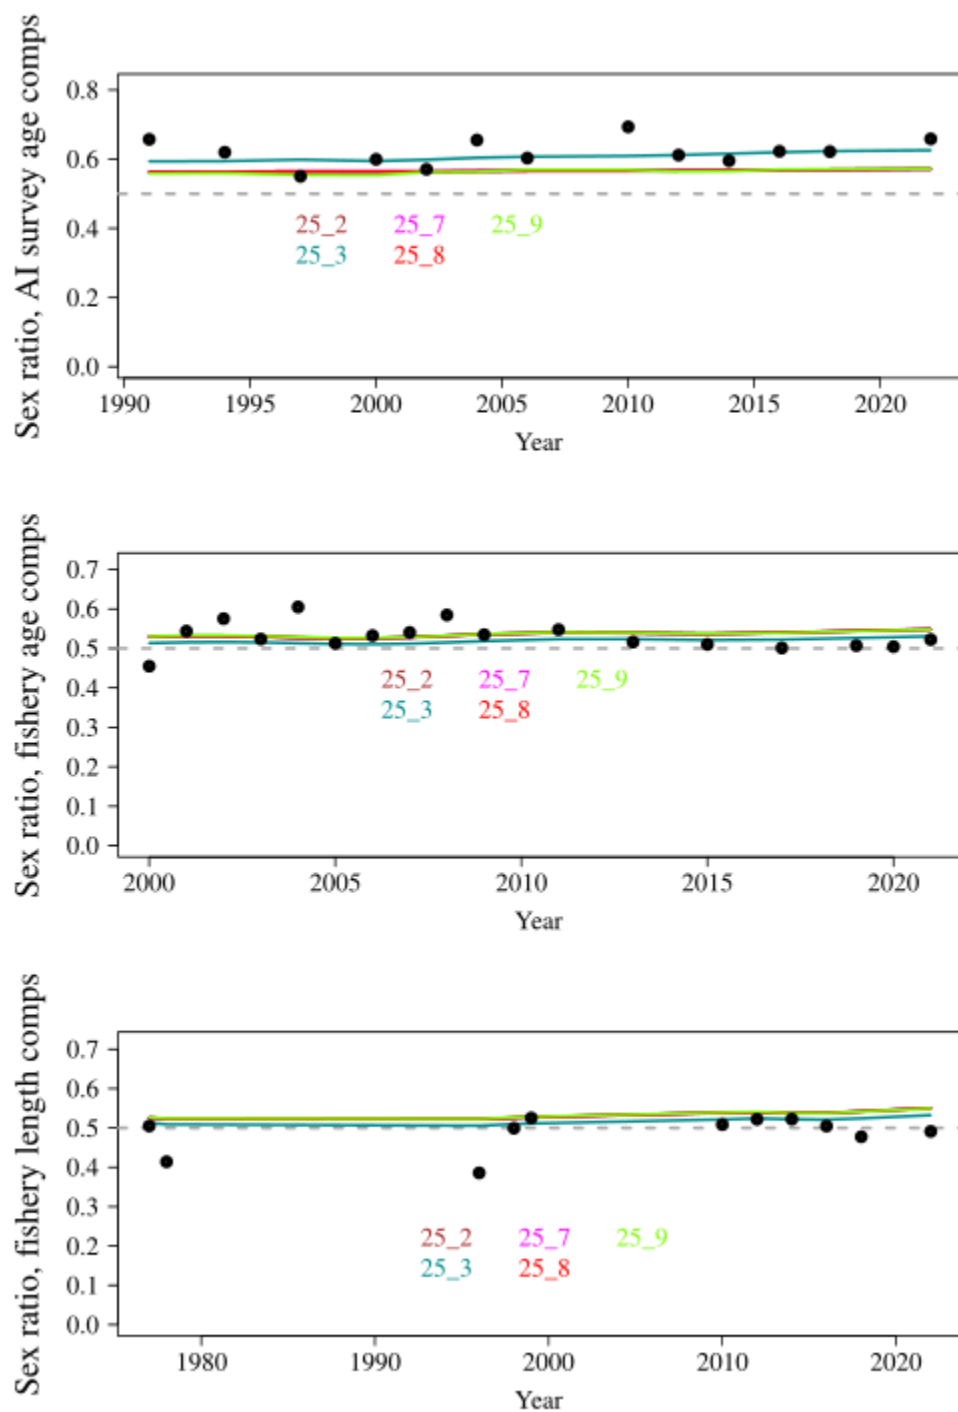 Sex ratio, AI survey age comps
0.8
0.6
0.4
0.2
0.0
25_2 25_7 25_9
25_3 25_8
1990 1995 2000 2005 2010 2015 2020
Year
Sex ratio, fishery age comps
0.7
0.6
0.5
0.4
0.3
0.2
0.1
0.0
25_2 25_7 25_9
25_3 25_8
2000 2005 2010 2015 2020
Year
Sex ratio, fishery length comps
0.7
0.6
0.5
0.4
0.3
0.2
0.1
0.0
25_2 25_7 25_9
25_3 25_8
1980 1990 2000 2010 2020
Year